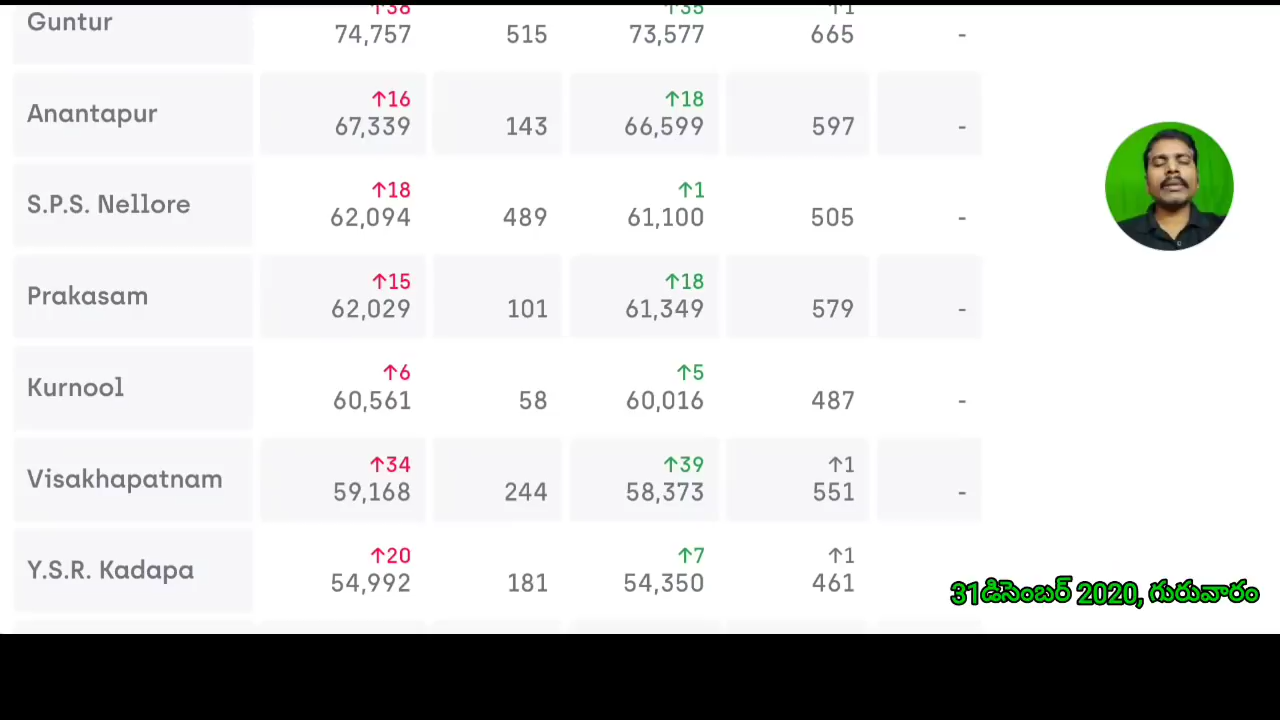 Guntur ↑38 ↑35 ↑1
74,757 515 73,577 665 -
Anantapur ↑16 ↑18
67,339 143 66,599 597 -
S.P.S. Nellore ↑18 ↑1
62,094 489 61,100 505 -
Prakasam ↑15 ↑18
62,029 101 61,349 579 -
Kurnool ↑6 ↑5
60,561 58 60,016 487 -
Visakhapatnam ↑34 ↑39 ↑1
59,168 244 58,373 551 -
Y.S.R. Kadapa ↑20 ↑7 ↑1
54,992 181 54,350 461
31డిసెంబర్ 2020, గురువారం